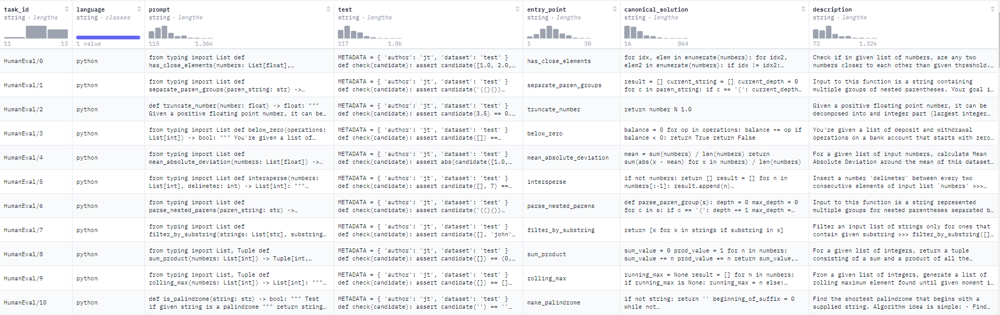 task_id language prompt test entry_point canonical_solution description
string · lengths string · classes string · lengths string · lengths string · lengths string · lengths string · lengths
11 13 1 value 115 1.36k 117 1.8k 1 30 16 864 72 1.32k
HumanEval/0
python
from typing import List def
has_close_elements(numbers: List[float],…
METADATA = { 'author': 'jt', 'dataset': 'test' }
def check(candidate): assert candidate([1.0, 2.0,…
has_close_elements
for idx, elem in enumerate(numbers): for idx2,
elem2 in enumerate(numbers): if idx != idx2:…
Check if in given list of numbers, are any two
numbers closer to each other than given threshold.…
HumanEval/1
python
from typing import List def
separate_paren_groups(paren_string: str) ->…
METADATA = { 'author': 'jt', 'dataset': 'test' }
def check(candidate): assert candidate('(()())…
separate_paren_groups
result = [] current_string = [] current_depth = 0
for c in paren_string: if c == '(': current_depth…
Input to this function is a string containing
multiple groups of nested parentheses. Your goal i…
HumanEval/2
python
def truncate_number(number: float) -> float: """
Given a positive floating point number, it can be…
METADATA = { 'author': 'jt', 'dataset': 'test' }
def check(candidate): assert candidate(3.5) == 0.…
truncate_number
return number % 1.0
Given a positive floating point number, it can be
decomposed into and integer part (largest integer…
HumanEval/3
python
from typing import List def below_zero(operations:
List[int]) -> bool: """ You're given a list of…
METADATA = { 'author': 'jt', 'dataset': 'test' }
def check(candidate): assert candidate([]) ==…
below_zero
balance = 0 for op in operations: balance += op if
balance < 0: return True return False
You're given a list of deposit and withdrawal
operations on a bank account that starts with zero…
HumanEval/4
python
from typing import List def
mean_absolute_deviation(numbers: List[float]) ->…
METADATA = { 'author': 'jt', 'dataset': 'test' }
def check(candidate): assert abs(candidate([1.0,…
mean_absolute_deviation
mean = sum(numbers) / len(numbers) return
sum(abs(x - mean) for x in numbers) / len(numbers)
For a given list of input numbers, calculate Mean
Absolute Deviation around the mean of this dataset…
HumanEval/5
python
from typing import List def intersperse(numbers:
List[int], delimeter: int) -> List[int]: """…
METADATA = { 'author': 'jt', 'dataset': 'test' }
def check(candidate): assert candidate([], 7) ==…
intersperse
if not numbers: return [] result = [] for n in
numbers[:-1]: result.append(n)…
Insert a number 'delimeter' between every two
consecutive elements of input list `numbers' >>>…
HumanEval/6
python
from typing import List def
parse_nested_parens(paren_string: str) ->…
METADATA = { 'author': 'jt', 'dataset': 'test' }
def check(candidate): assert candidate('(()())…
parse_nested_parens
def parse_paren_group(s): depth = 0 max_depth = 0
for c in s: if c == '(': depth += 1 max_depth =…
Input to this function is a string represented
multiple groups for nested parentheses separated b…
HumanEval/7
python
from typing import List def
filter_by_substring(strings: List[str], substring…
METADATA = { 'author': 'jt', 'dataset': 'test' }
def check(candidate): assert candidate([], 'john'…
filter_by_substring
return [x for x in strings if substring in x]
Filter an input list of strings only for ones that
contain given substring >>> filter_by_substring([]…
HumanEval/8
python
from typing import List, Tuple def
sum_product(numbers: List[int]) -> Tuple[int,…
METADATA = { 'author': 'jt', 'dataset': 'test' }
def check(candidate): assert candidate([]) == (0,…
sum_product
sum_value = 0 prod_value = 1 for n in numbers:
sum_value += n prod_value *= n return sum_value,…
For a given list of integers, return a tuple
consisting of a sum and a product of all the…
HumanEval/9
python
from typing import List, Tuple def
rolling_max(numbers: List[int]) -> List[int]: """…
METADATA = { 'author': 'jt', 'dataset': 'test' }
def check(candidate): assert candidate([]) == []…
rolling_max
running_max = None result = [] for n in numbers:
if running_max is None: running_max = n else:…
From a given list of integers, generate a list of
rolling maximum element found until given moment i…
HumanEval/10
python
def is_palindrome(string: str) -> bool: """ Test
if given string is a palindrome """ return string…
METADATA = { 'author': 'jt', 'dataset': 'test' }
def check(candidate): assert candidate('') == ''…
make_palindrome
if not string: return '' beginning_of_suffix = 0
while not…
Find the shortest palindrome that begins with a
supplied string. Algorithm idea is simple: - Find…